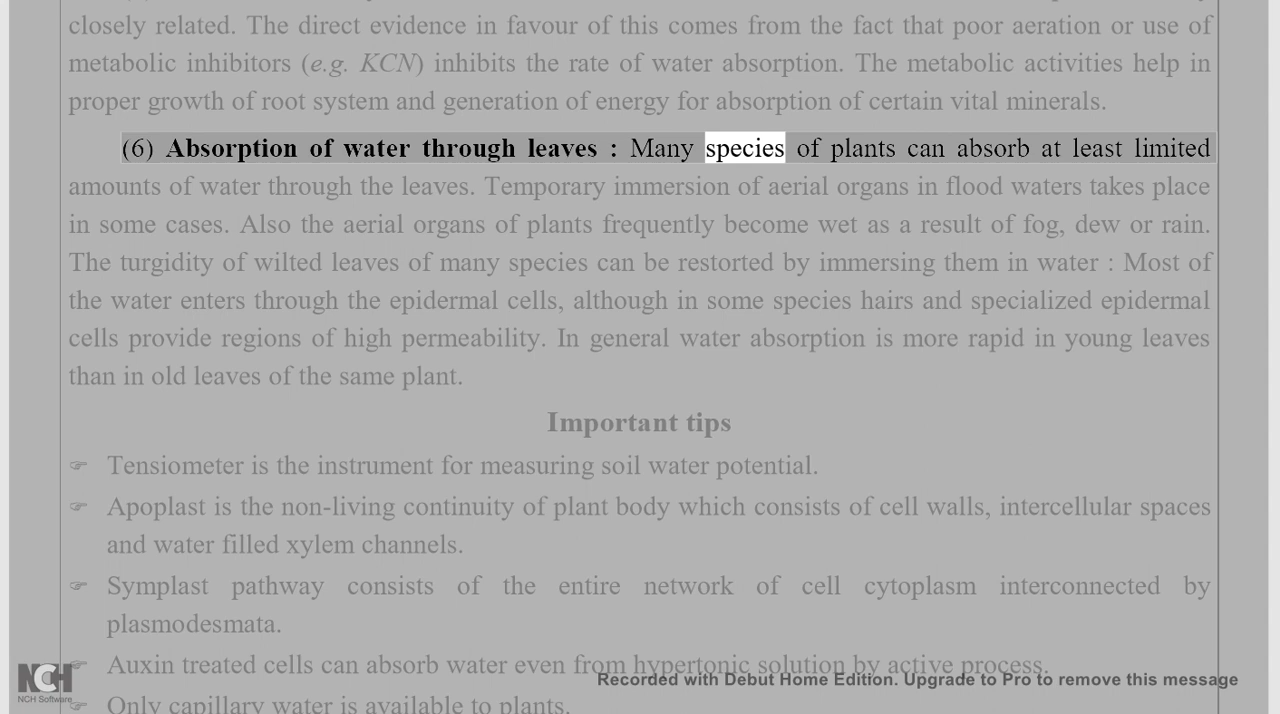 closely related. The direct evidence in favour of this comes from the fact that poor aeration or use of
metabolic inhibitors (e.g. KCN) inhibits the rate of water absorption. The metabolic activities help in
proper growth of root system and generation of energy for absorption of certain vital minerals.
(6) Absorption of water through leaves : Many species of plants can absorb at least limited
amounts of water through the leaves. Temporary immersion of aerial organs in flood waters takes place
in some cases. Also the aerial organs of plants frequently become wet as a result of fog, dew or rain.
The turgidity of wilted leaves of many species can be restorted by immersing them in water : Most of
the water enters through the epidermal cells, although in some species hairs and specialized epidermal
cells provide regions of high permeability. In general water absorption is more rapid in young leaves
than in old leaves of the same plant.
Important tips
☞ Tensiometer is the instrument for measuring soil water potential.
☞ Apoplast is the non-living continuity of plant body which consists of cell walls, intercellular spaces
and water filled xylem channels.
☞ Symplast pathway consists of the entire network of cell cytoplasm interconnected by
plasmodesmata.
☞ Auxin treated cells can absorb water even from hypertonic solution by active process.
Recorded with Debut Home Edition. Upgrade to Pro to remove this message
NCH
NCH Software
☞ Only capillary water is available to plants.